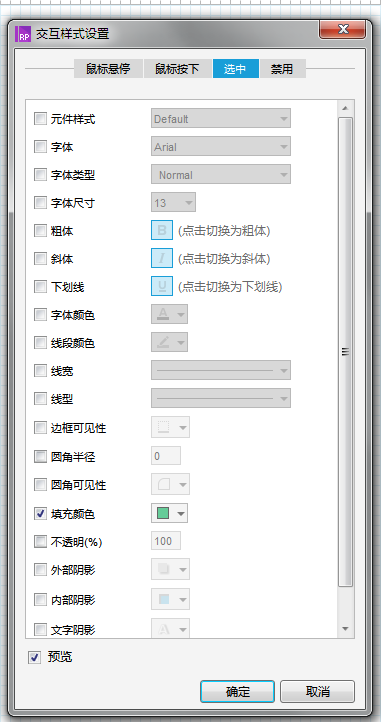 RP 交互样式设置
鼠标悬停 鼠标按下 选中 禁用
元件样式 Default
字体 Arial
字体类型 Normal
字体尺寸 13
粗体 B (点击切换为粗体)
斜体 I (点击切换为斜体)
下划线 U (点击切换为下划线)
字体颜色 A
线段颜色
线宽
线型
边框可见性
圆角半径 0
圆角可见性
填充颜色
不透明(%) 100
外部阴影
内部阴影
文字阴影 A
预览
确定 取消